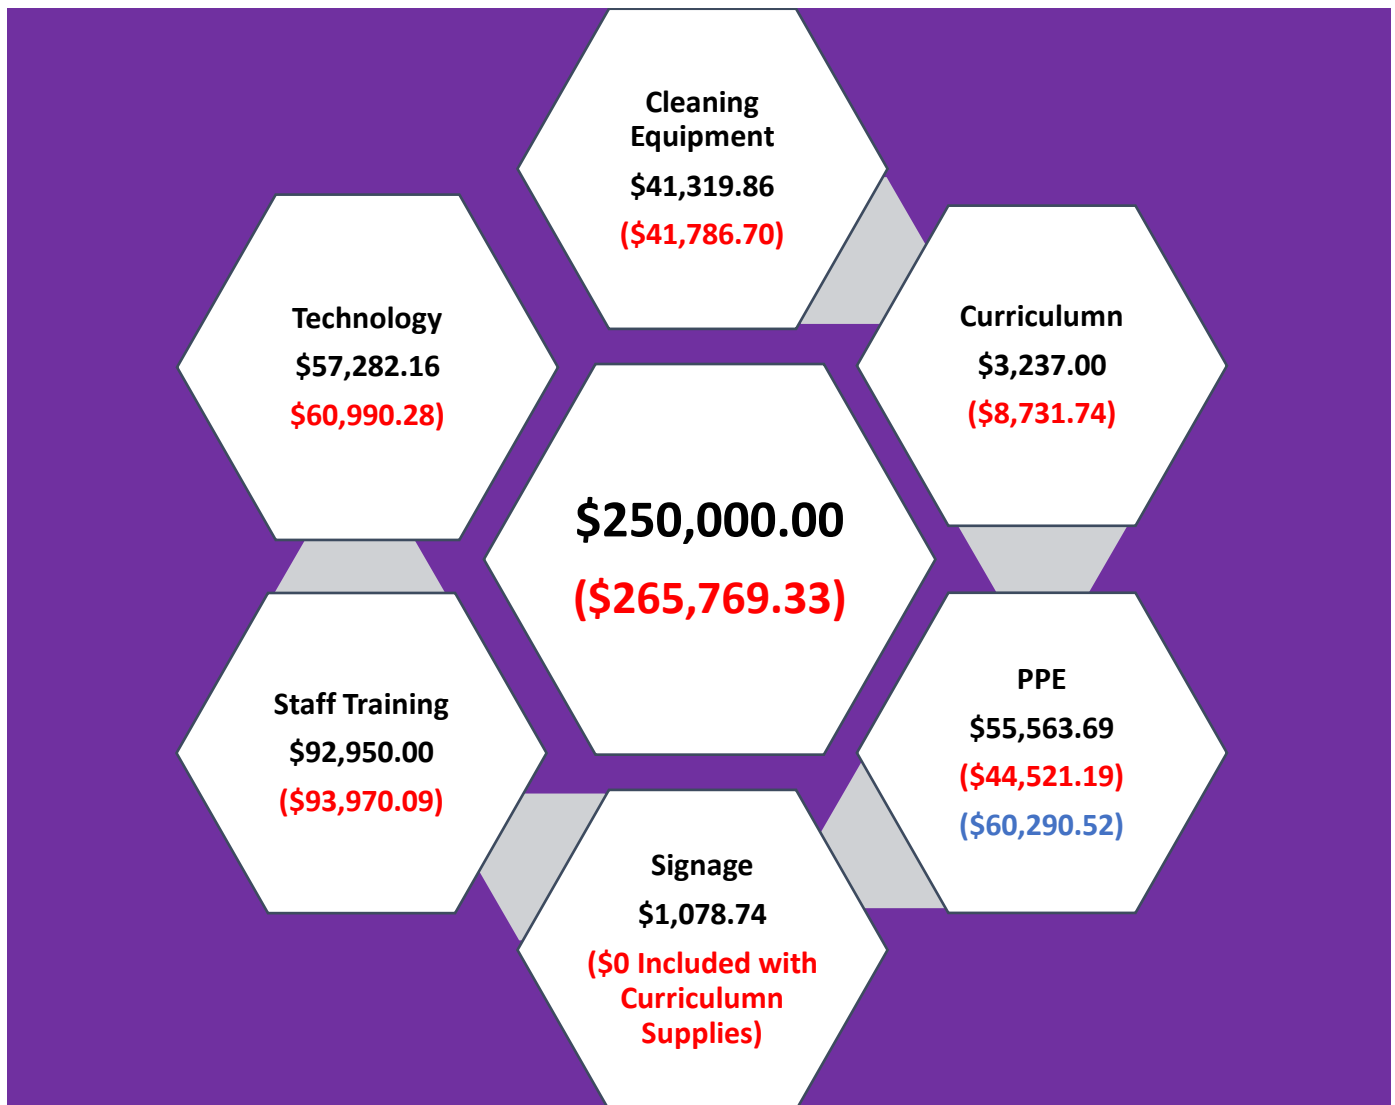 Cleaning
Equipment
$41,319.86
($41,786.70)
Technology
$57,282.16
$60,990.28)
Curriculumn
$3,237.00
($8,731.74)
$250,000.00
($265,769.33)
Staff Training
$92,950.00
($93,970.09)
PPE
$55,563.69
($44,521.19)
($60,290.52)
Signage
$1,078.74
($0 Included with
Curriculumn
Supplies)